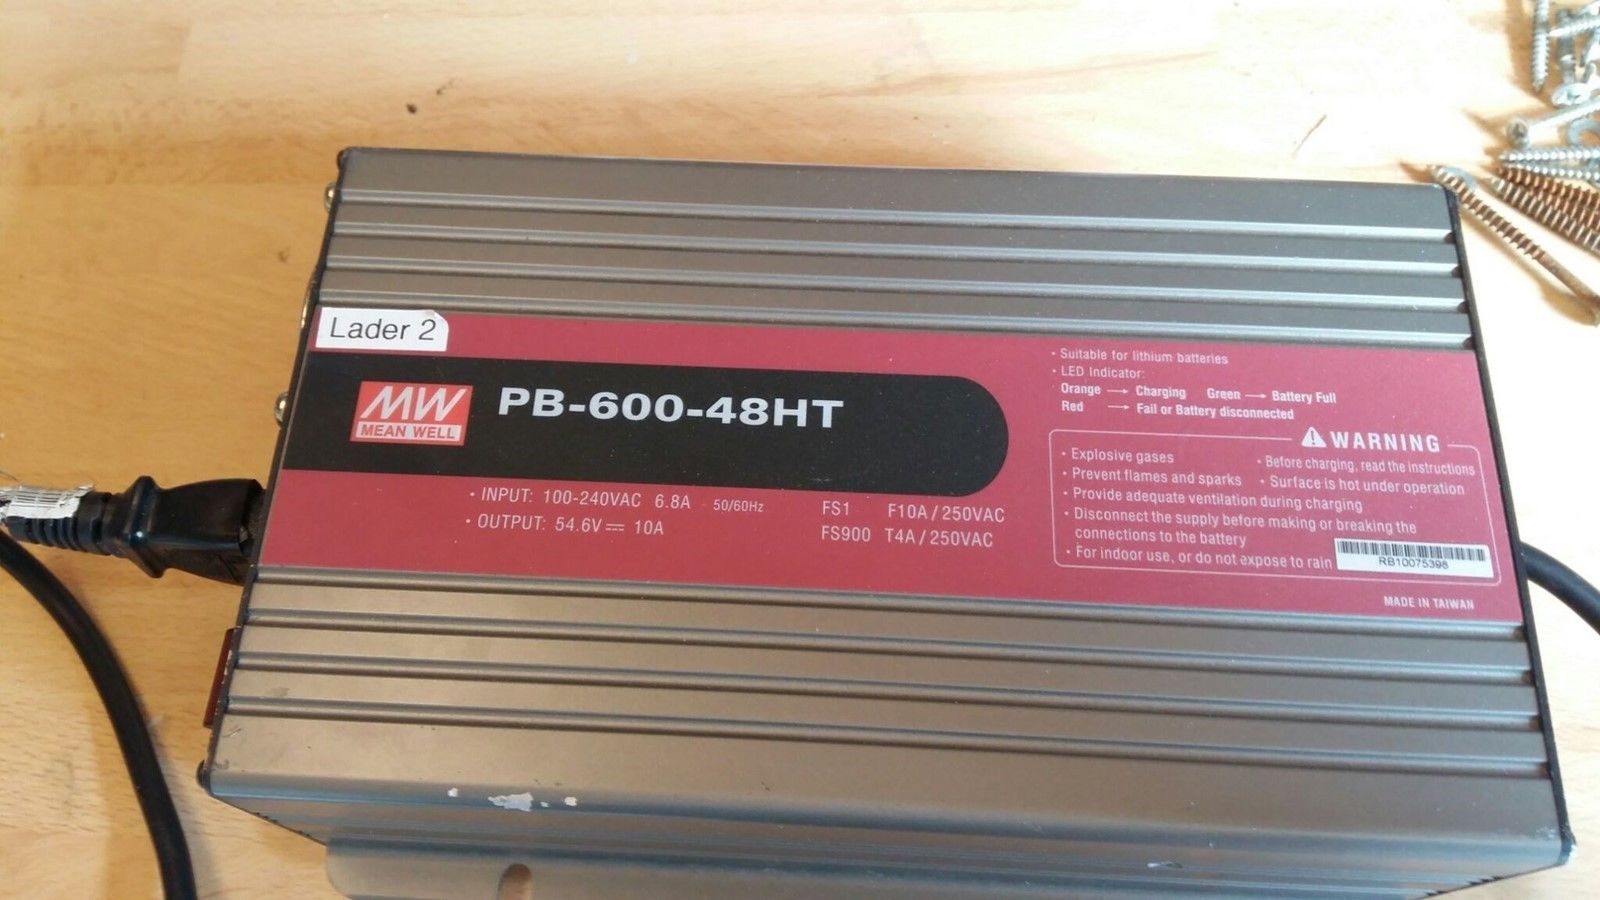 Lader 2
MW
MEAN WELL
PB-600-48HT
• INPUT: 100-240VAC 6.8A 50/60Hz
• OUTPUT: 54.6V⎓ 10A
FS1 F10A / 250VAC
FS900 T4A / 250VAC
• Suitable for lithium batteries
• LED Indicator:
Orange → Charging Green → Battery Full
Red → Fail or Battery disconnected
⚠ WARNING
• Explosive gases
• Prevent flames and sparks
• Before charging, read the instructions
• Surface is hot under operation
• Provide adequate ventilation during charging
• Disconnect the supply before making or breaking the
connections to the battery
• For indoor use, or do not expose to rain
RB10075398
MADE IN TAIWAN